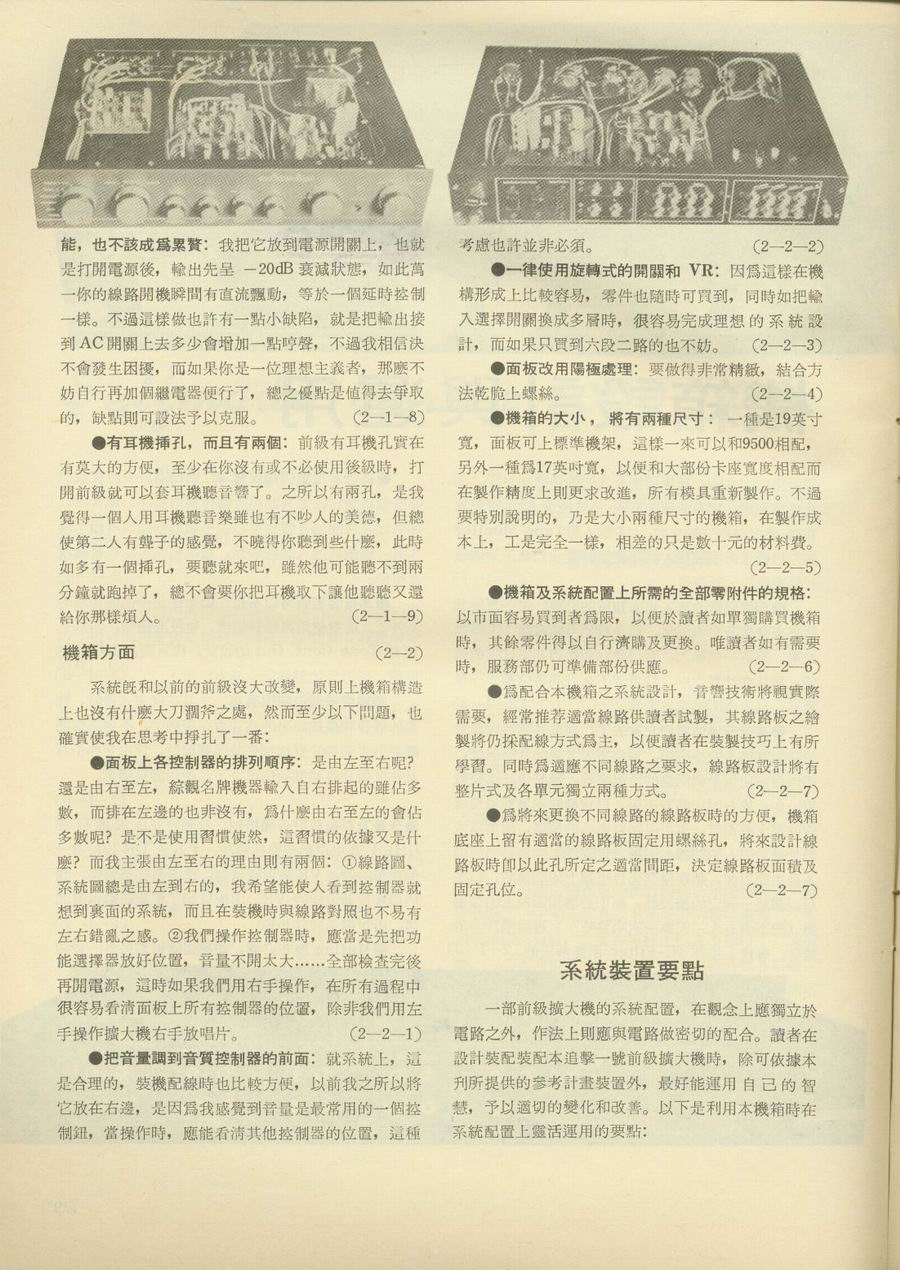 能，也不該成爲累贅：我把它放到電源開關上，也就
是打開電源後，輸出先呈 －20dB 衰減狀態，如此萬
一你的線路開機瞬間有直流飄動，等於一個延時控制
一樣。不過這樣做也許有一點小缺陷，就是把輸出接
到 AC 開關上去多少會增加一點哼聲，不過我相信決
不會發生困擾，而如果你是一位理想主義者，那麽不
妨自行再加個繼電器便行了，總之優點是值得去爭取
的，缺點則可設法予以克服。 (2—1—8)
●有耳機揷孔，而且有兩個：前級有耳機孔實在
有莫大的方便，至少在你沒有或不必使用後級時，打
開前級就可以套耳機聽音響了。之所以有兩孔，是我
覺得一個人用耳機聽音樂雖也有不吵人的美德，但總
使第二人有聾子的感覺，不曉得你聽到些什麽，此時
如多有一個揷孔，要聽就來吧，雖然他可能聽不到兩
分鐘就跑掉了，總不會要你把耳機取下讓他聽聽又還
給你那樣煩人。 (2—1—9)
機箱方面 (2—2)
系統旣和以前的前級沒大改變，原則上機箱構造
上也沒有什麽大刀濶斧之處，然而至少以下問題，也
確實使我在思考中掙扎了一番：
●面板上各控制器的排列順序：是由左至右呢？
還是由右至左，綜觀名牌機器輸入自右排起的雖佔多
數，而排在左邊的也非沒有，爲什麽由右至左的會佔
多數呢？是不是使用習慣使然，這習慣的依據又是什
麽？而我主張由左至右的理由則有兩個：①線路圖、
系統圖總是由左到右的，我希望能使人看到控制器就
想到裏面的系統，而且在裝機時與線路對照也不易有
左右錯亂之感。②我們操作控制器時，應當是先把功
能選擇器放好位置，音量不開太大……全部檢查完後
再開電源，這時如果我們用右手操作，在所有過程中
很容易看淸面板上所有控制器的位置，除非我們用左
手操作擴大機右手放唱片。 (2—2—1)
●把音量調到音質控制器的前面：就系統上，這
是合理的，裝機配線時也比較方便，以前我之所以將
它放在右邊，是因爲我感覺到音量是最常用的一個控
制鈕，當操作時，應能看淸其他控制器的位置，這種
考慮也許並非必須。 (2—2—2)
●一律使用旋轉式的開關和 VR：因爲這樣在機
構形成上比較容易，零件也隨時可買到，同時如把輸
入選擇開關換成多層時，很容易完成理想的系統設
計，而如果只買到六段二路的也不妨。 (2—2—3)
●面板改用陽極處理：要做得非常精緻，結合方
法乾脆上螺絲。 (2—2—4)
●機箱的大小，將有兩種尺寸：一種是19英寸
寬，面板可上標準機架，這樣一來可以和9500相配，
另外一種爲17英吋寬，以便和大部份卡座寬度相配而
在製作精度上則更求改進，所有模具重新製作。不過
要特別說明的，乃是大小兩種尺寸的機箱，在製作成
本上，工是完全一樣，相差的只是數十元的材料費。
(2—2—5)
●機箱及系統配置上所需的全部零附件的規格：
以市面容易買到者爲限，以便於讀者如單獨購買機箱
時，其餘零件得以自行濟購及更換。唯讀者如有需要
時，服務部仍可準備部份供應。 (2—2—6)
●爲配合本機箱之系統設計，音響技術將視實際
需要，經常推荐適當線路供讀者試製，其線路板之繪
製將仍採配線方式爲主，以便讀者在裝製技巧上有所
學習。同時爲適應不同線路之要求，線路板設計將有
整片式及各單元獨立兩種方式。 (2—2—7)
●爲將來更換不同線路的線路板時的方便，機箱
底座上留有適當的線路板固定用螺絲孔，將來設計線
路板時卽以此孔所定之適當間距，決定線路板面積及
固定孔位。 (2—2—7)
系統裝置要點
一部前級擴大機的系統配置，在觀念上應獨立於
電路之外，作法上則應與電路做密切的配合。讀者在
設計裝配裝配本追擊一號前級擴大機時，除可依據本
刋所提供的參考計畫裝置外，最好能運用自己的智
慧，予以適切的變化和改善。以下是利用本機箱時在
系統配置上靈活運用的要點：